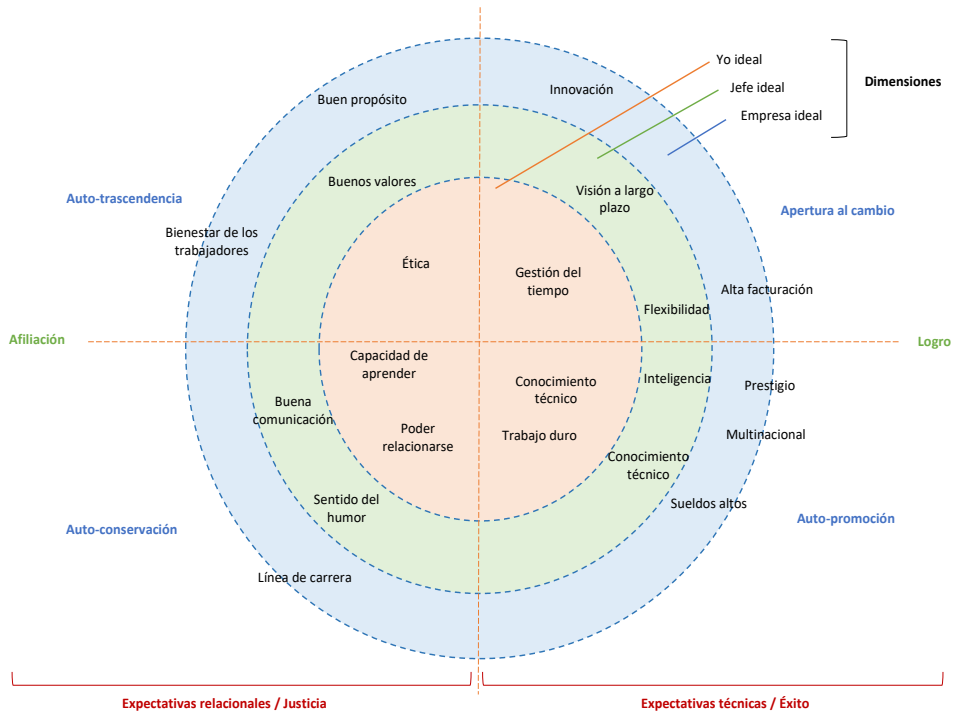 Yo ideal
Jefe ideal
Empresa ideal
Dimensiones
Innovación
Buen propósito
Buenos valores
Visión a largo
plazo
Auto-trascendencia
Apertura al cambio
Bienestar de los
trabajadores
Ética
Gestión del
tiempo
Alta facturación
Flexibilidad
Afiliación
Logro
Capacidad de
aprender
Conocimiento
técnico
Inteligencia
Prestigio
Buena
comunicación
Poder
relacionarse
Trabajo duro
Multinacional
Conocimiento
técnico
Sentido del
humor
Sueldos altos
Auto-conservación
Auto-promoción
Línea de carrera
Expectativas relacionales / Justicia
Expectativas técnicas / Éxito